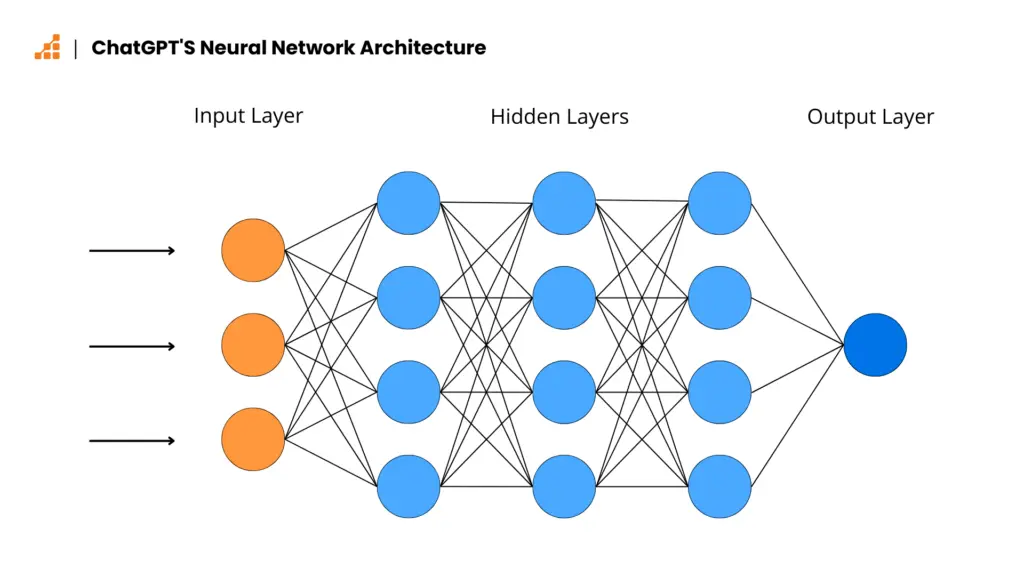 | ChatGPT'S Neural Network Architecture
Input Layer
Hidden Layers
Output Layer